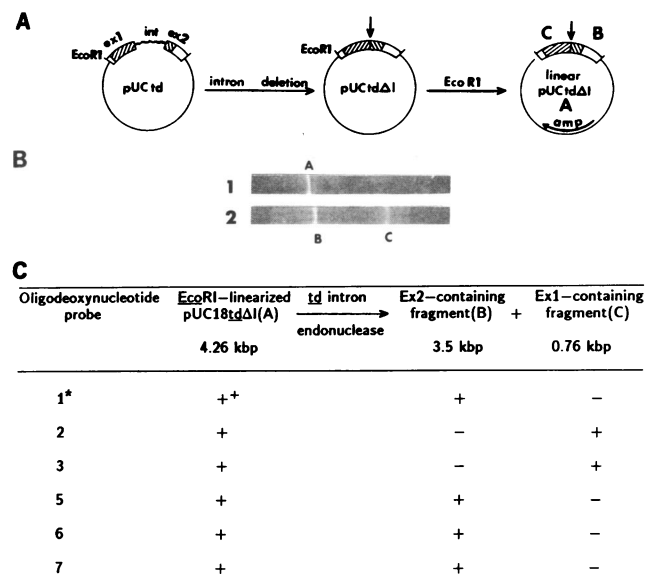 A
ex1 int ex2
EcoR1
pUC td
intron deletion
EcoR1
pUCtdΔI
Eco R1
C B
linear
pUCtdΔI
A
amp
B
A
1
2
B C
C
Oligodeoxynucleotide probe
EcoRI—linearized pUC18tdΔI(A)
td intron
endonuclease
Ex2—containing fragment(B)
+
Ex1—containing fragment(C)
4.26 kbp 3.5 kbp 0.76 kbp
1* ++ + −
2 + − +
3 + − +
5 + + −
6 + + −
7 + + −